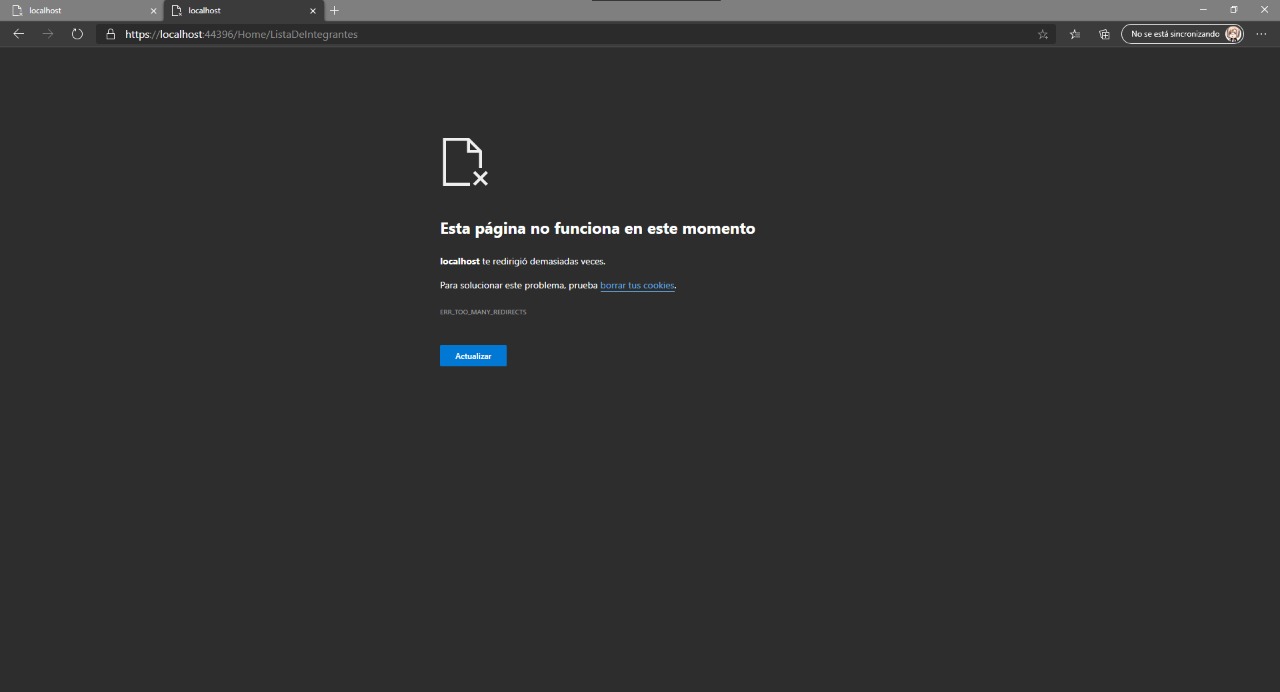 localhost
localhost
https://localhost:44396/Home/ListaDeIntegrantes
No se está sincronizando
Esta página no funciona en este momento
localhost te redirigió demasiadas veces.
Para solucionar este problema, prueba borrar tus cookies.
ERR_TOO_MANY_REDIRECTS
Actualizar